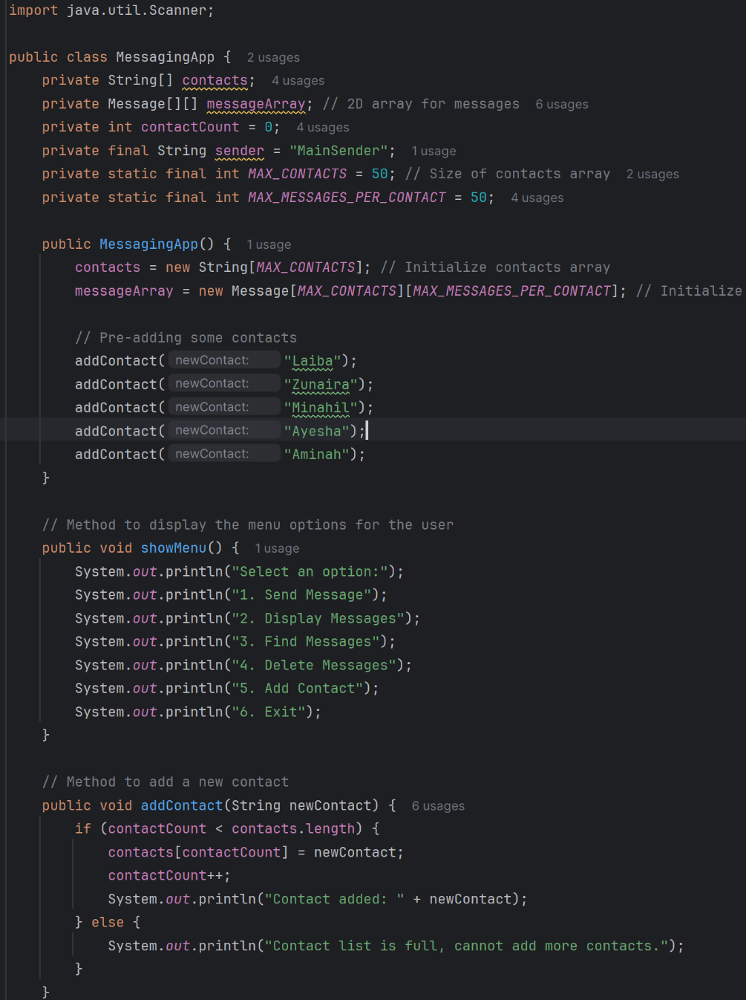 import java.util.Scanner;
public class MessagingApp { 2 usages
private String[] contacts; 4 usages
private Message[][] messageArray; // 2D array for messages 6 usages
private int contactCount = 0; 4 usages
private final String sender = "MainSender"; 1 usage
private static final int MAX_CONTACTS = 50; // Size of contacts array 2 usages
private static final int MAX_MESSAGES_PER_CONTACT = 50; 4 usages
public MessagingApp() { 1 usage
contacts = new String[MAX_CONTACTS]; // Initialize contacts array
messageArray = new Message[MAX_CONTACTS][MAX_MESSAGES_PER_CONTACT]; // Initialize
// Pre-adding some contacts
addContact( newContact: "Laiba");
addContact( newContact: "Zunaira");
addContact( newContact: "Minahil");
addContact( newContact: "Ayesha");
addContact( newContact: "Aminah");
}
// Method to display the menu options for the user
public void showMenu() { 1 usage
System.out.println("Select an option:");
System.out.println("1. Send Message");
System.out.println("2. Display Messages");
System.out.println("3. Find Messages");
System.out.println("4. Delete Messages");
System.out.println("5. Add Contact");
System.out.println("6. Exit");
}
// Method to add a new contact
public void addContact(String newContact) { 6 usages
if (contactCount < contacts.length) {
contacts[contactCount] = newContact;
contactCount++;
System.out.println("Contact added: " + newContact);
} else {
System.out.println("Contact list is full, cannot add more contacts.");
}
}